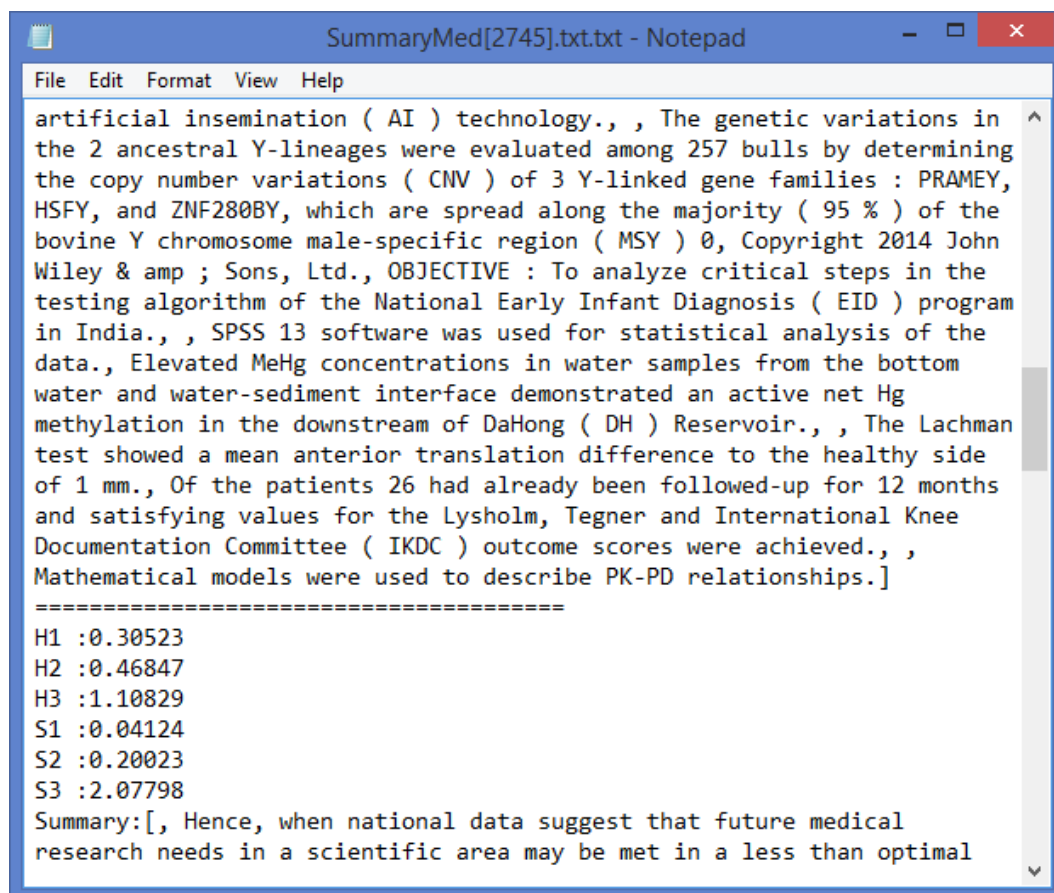 SummaryMed[2745].txt.txt - Notepad
File Edit Format View Help
artificial insemination ( AI ) technology., , The genetic variations in
the 2 ancestral Y-lineages were evaluated among 257 bulls by determining
the copy number variations ( CNV ) of 3 Y-linked gene families : PRAMEY,
HSFY, and ZNF280BY, which are spread along the majority ( 95 % ) of the
bovine Y chromosome male-specific region ( MSY ) 0, Copyright 2014 John
Wiley & amp ; Sons, Ltd., OBJECTIVE : To analyze critical steps in the
testing algorithm of the National Early Infant Diagnosis ( EID ) program
in India., , SPSS 13 software was used for statistical analysis of the
data., Elevated MeHg concentrations in water samples from the bottom
water and water-sediment interface demonstrated an active net Hg
methylation in the downstream of DaHong ( DH ) Reservoir., , The Lachman
test showed a mean anterior translation difference to the healthy side
of 1 mm., Of the patients 26 had already been followed-up for 12 months
and satisfying values for the Lysholm, Tegner and International Knee
Documentation Committee ( IKDC ) outcome scores were achieved., ,
Mathematical models were used to describe PK-PD relationships.]
=======================================
H1 :0.30523
H2 :0.46847
H3 :1.10829
S1 :0.04124
S2 :0.20023
S3 :2.07798
Summary:[, Hence, when national data suggest that future medical
research needs in a scientific area may be met in a less than optimal